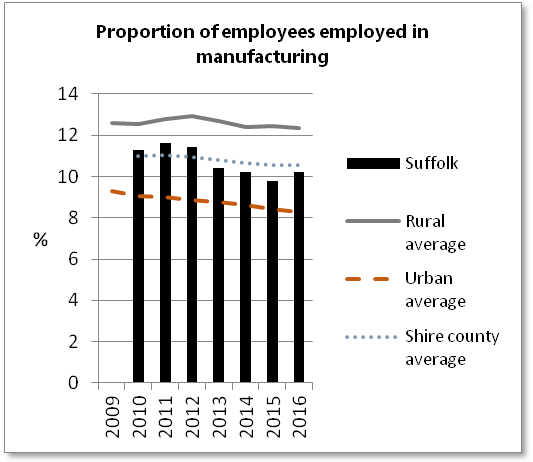 Proportion of employees employed in
manufacturing
14
12
10
8
6
4
2
0
%
2009
2010
2011
2012
2013
2014
2015
2016
Suffolk
Rural
average
Urban
average
Shire county
average